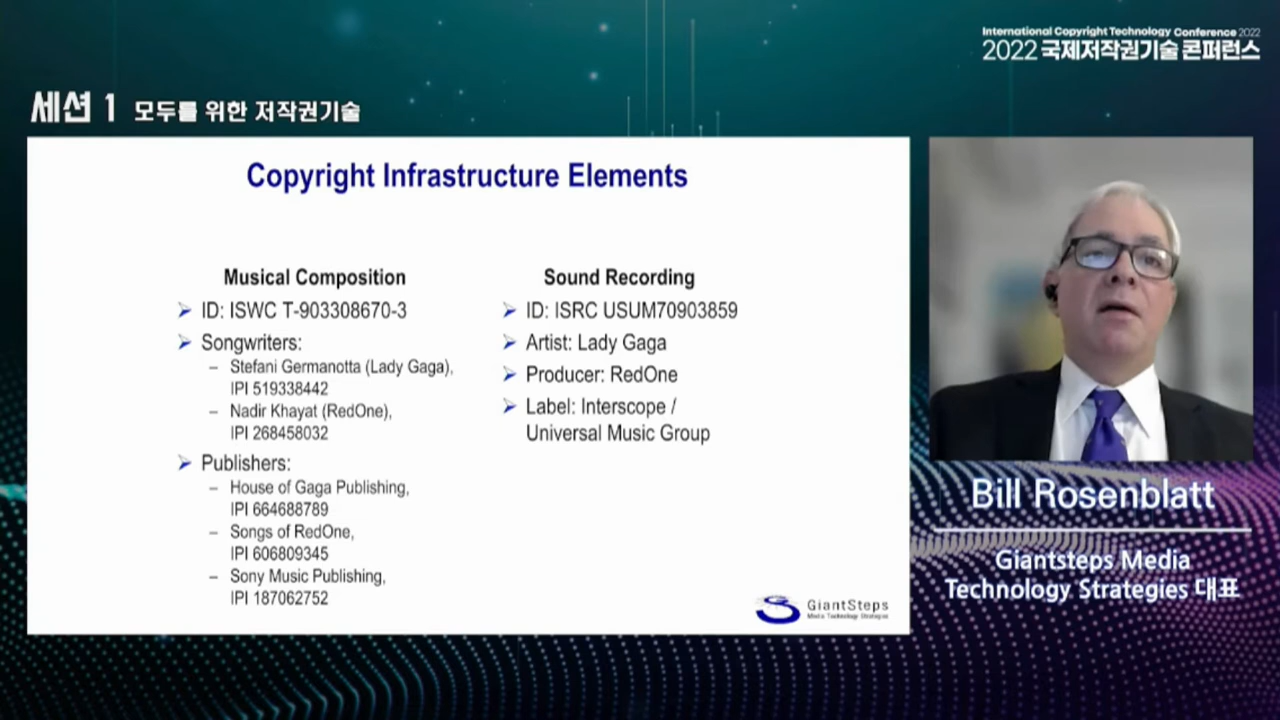 International Copyright Technology Conference 2022
2022 국제저작권기술 콘퍼런스
세션 1 모두를 위한 저작권기술
Copyright Infrastructure Elements
Musical Composition
ID: ISWC T-903308670-3
Songwriters:
– Stefani Germanotta (Lady Gaga),
IPI 519338442
– Nadir Khayat (RedOne),
IPI 268458032
Publishers:
– House of Gaga Publishing,
IPI 664688789
– Songs of RedOne,
IPI 606809345
– Sony Music Publishing,
IPI 187062752
Sound Recording
ID: ISRC USUM70903859
Artist: Lady Gaga
Producer: RedOne
Label: Interscope /
Universal Music Group
GiantSteps
Media Technology Strategies
Bill Rosenblatt
Giantsteps Media
Technology Strategies 대표